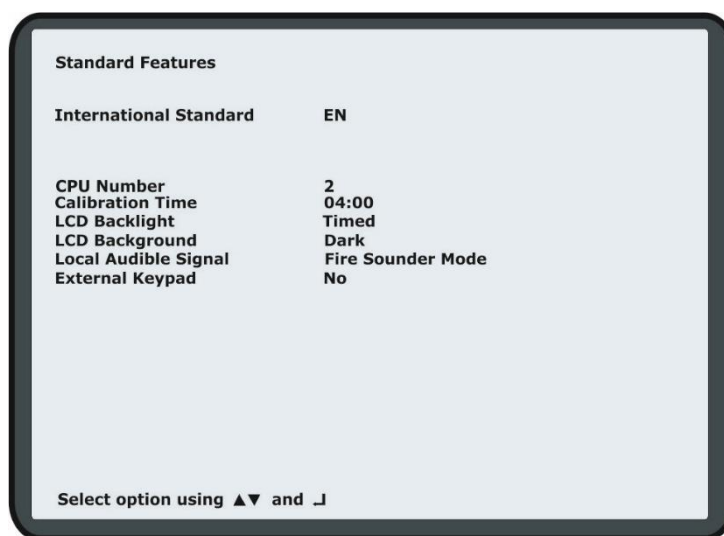 Standard Features
International Standard EN
CPU Number 2
Calibration Time 04:00
LCD Backlight Timed
LCD Background Dark
Local Audible Signal Fire Sounder Mode
External Keypad No
Select option using ▲▼ and ↵